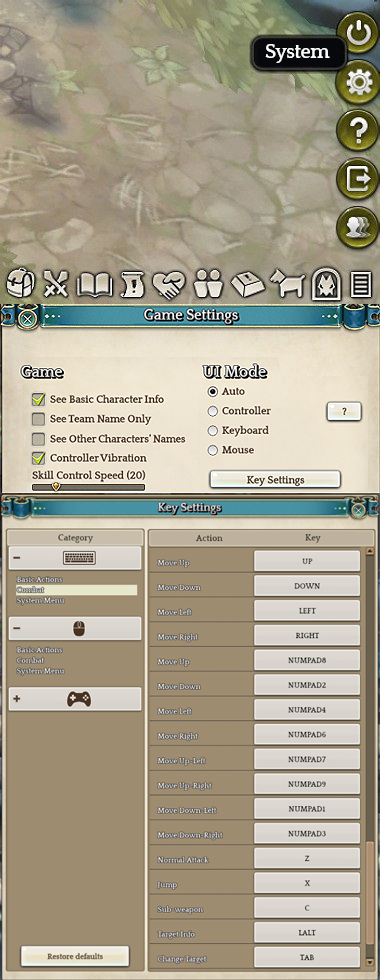 System
Game Settings
Game
UI Mode
See Basic Character Info
Auto
See Team Name Only
Controller
?
See Other Characters' Names
Keyboard
Controller Vibration
Mouse
Skill Control Speed (20)
Key Settings
Key Settings
Category
Basic Actions
Combat
System Menu
Basic Actions
Combat
System Menu
Restore defaults
Action Key
Move Up UP
Move Down DOWN
Move Left LEFT
Move Right RIGHT
Move Up NUMPAD8
Move Down NUMPAD2
Move Left NUMPAD4
Move Right NUMPAD6
Move Up-Left NUMPAD7
Move Up-Right NUMPAD9
Move Down-Left NUMPAD1
Move Down-Right NUMPAD3
Normal Attack Z
Jump X
Sub-weapon C
Target Info LALT
Change Target TAB